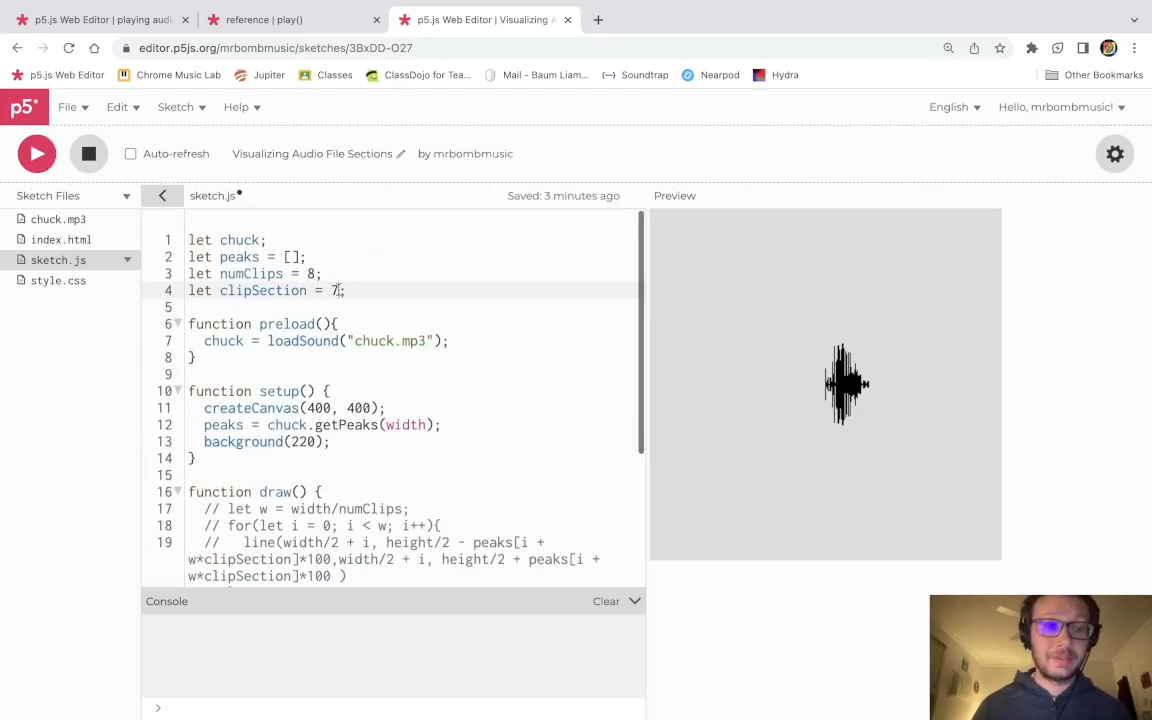 p5.js Web Editor | playing audi
reference | play()
p5.js Web Editor | Visualizing A
editor.p5js.org/mrbombmusic/sketches/3BxDD-O27
p5.js Web Editor
Chrome Music Lab
Jupiter
Classes
ClassDojo for Tea...
Mail - Baum Liam...
Soundtrap
Nearpod
Hydra
Other Bookmarks
p5*
File
Edit
Sketch
Help
English
Hello, mrbombmusic!
Auto-refresh
Visualizing Audio File Sections
by mrbombmusic
Sketch Files
sketch.js
Saved: 3 minutes ago
Preview
chuck.mp3
index.html
sketch.js
style.css
1 let chuck;
2 let peaks = [];
3 let numClips = 8;
4 let clipSection = 7;
5
6 function preload(){
7 chuck = loadSound("chuck.mp3");
8 }
9
10 function setup() {
11 createCanvas(400, 400);
12 peaks = chuck.getPeaks(width);
13 background(220);
14 }
15
16 function draw() {
17 // let w = width/numClips;
18 // for(let i = 0; i < w; i++){
19 // line(width/2 + i, height/2 - peaks[i +
w*clipSection]*100,width/2 + i, height/2 + peaks[i +
w*clipSection]*100 )
Console
Clear
>